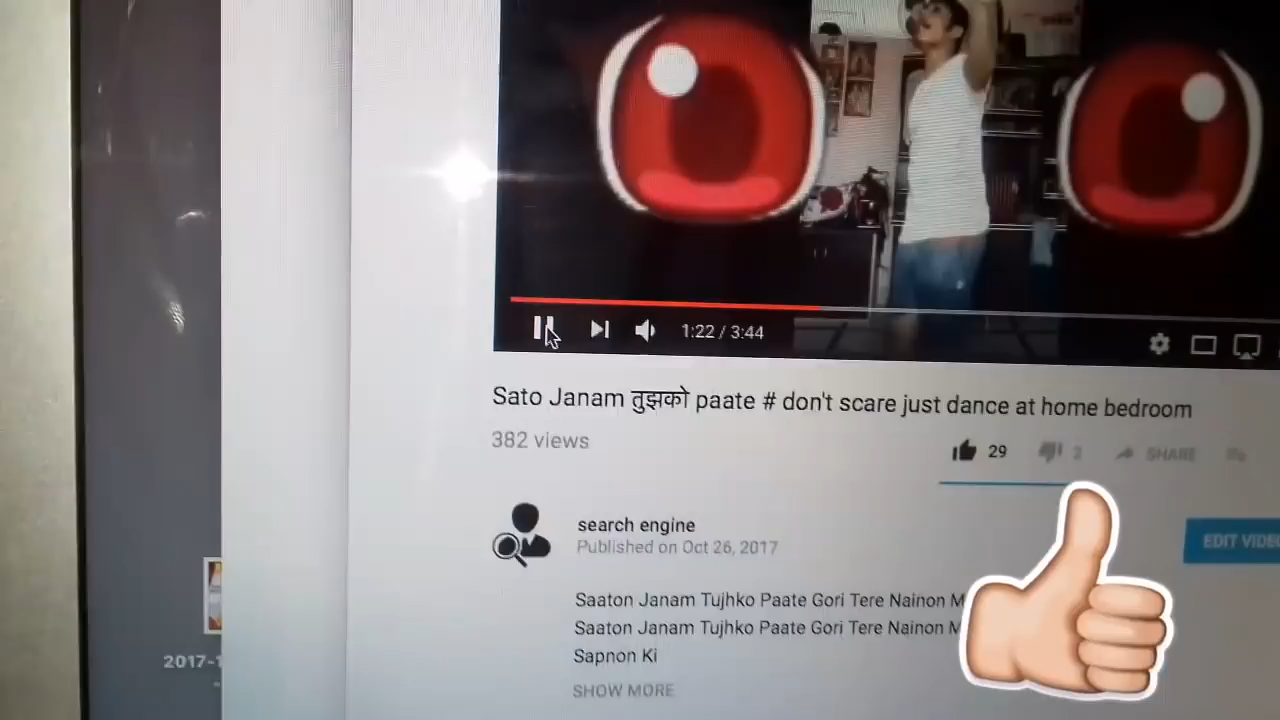 1:22 / 3:44
Sato Janam तुझको paate # don't scare just dance at home bedroom
382 views
29
2
SHARE
search engine
Published on Oct 26, 2017
EDIT VIDEO
Saaton Janam Tujhko Paate Gori Tere Nainon M
Saaton Janam Tujhko Paate Gori Tere Nainon M
Sapnon Ki
SHOW MORE
2017-1